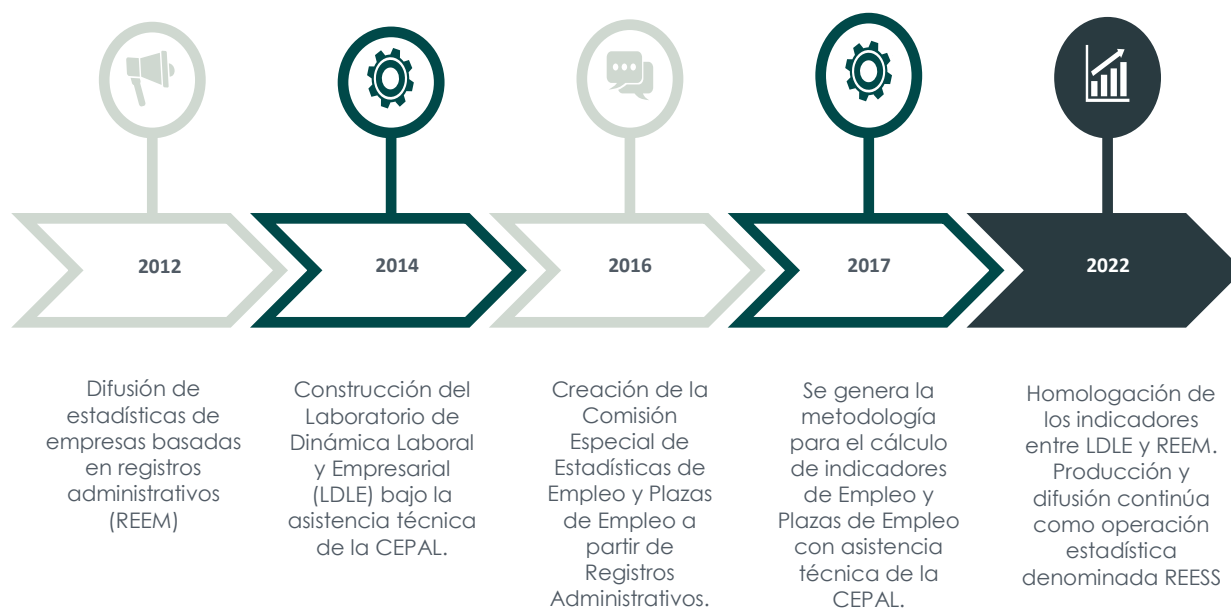 2012
2014
2016
2017
2022
Difusión de
estadísticas de
empresas basadas
en registros
administrativos
(REEM)
Construcción del
Laboratorio de
Dinámica Laboral
y Empresarial
(LDLE) bajo la
asistencia técnica
de la CEPAL.
Creación de la
Comisión
Especial de
Estadísticas de
Empleo y Plazas
de Empleo a
partir de
Registros
Administrativos.
Se genera la
metodología
para el cálculo
de indicadores
de Empleo y
Plazas de Empleo
con asistencia
técnica de la
CEPAL.
Homologación de
los indicadores
entre LDLE y REEM.
Producción y
difusión continúa
como operación
estadística
denominada REESS